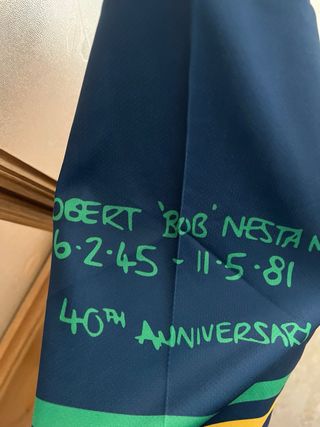 OBERT 'BOB' NESTA M
6·2·45 - 11·5·81
40TH ANNIVERSARY